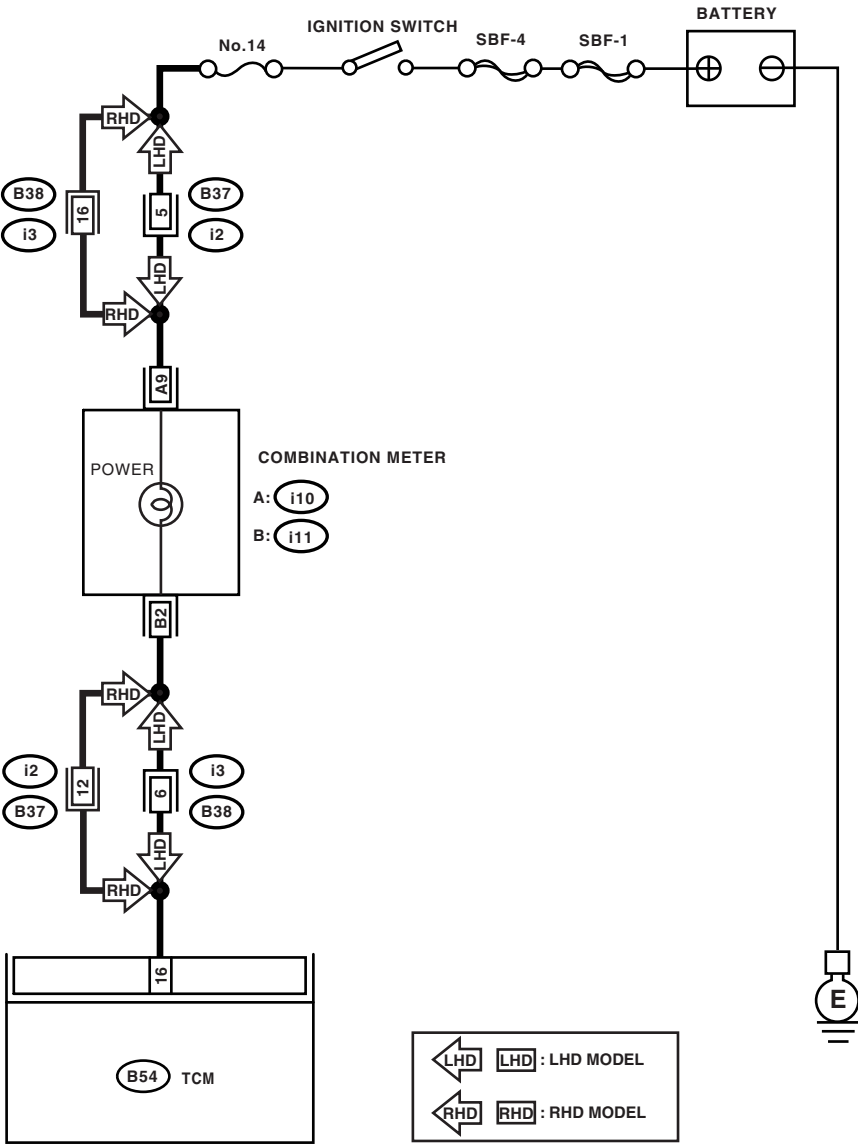 BATTERY
IGNITION SWITCH
No.14
SBF-4
SBF-1
RHD
LHD
B38
i3
16
5
B37
i2
LHD
RHD
A9
POWER
COMBINATION METER
A: i10
B: i11
B2
RHD
LHD
i2
B37
12
6
i3
B38
LHD
RHD
16
B54 TCM
E
LHD LHD : LHD MODEL
RHD RHD : RHD MODEL